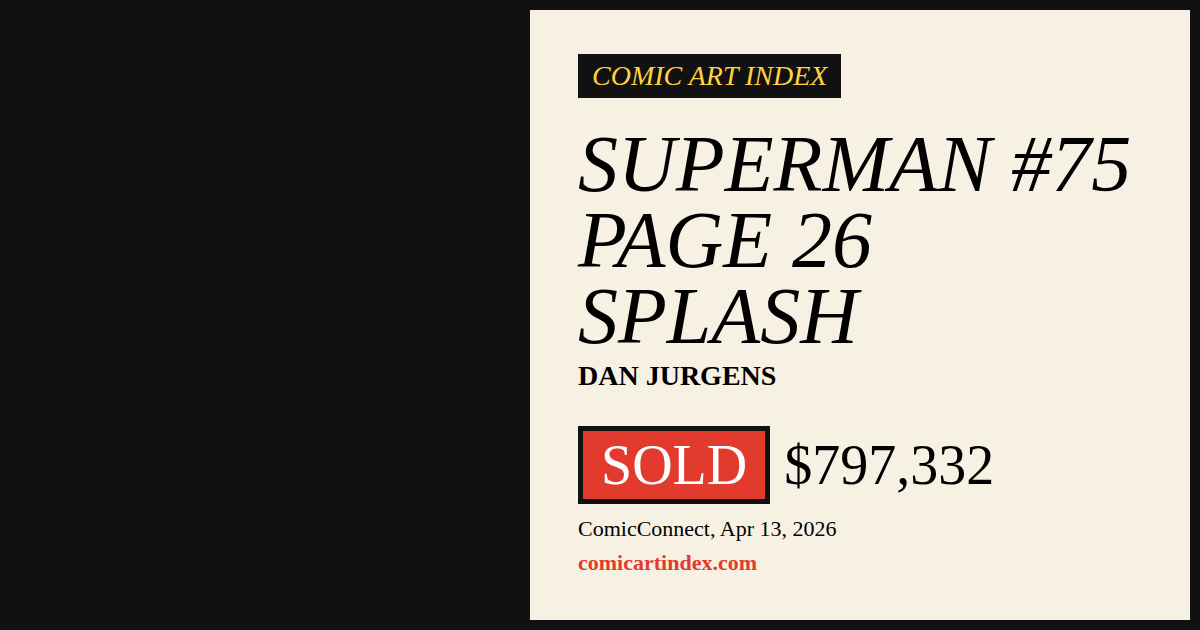 COMIC ART INDEX
SUPERMAN #75
PAGE 26
SPLASH
DAN JURGENS
SOLD $797,332
ComicConnect, Apr 13, 2026
comicartindex.com